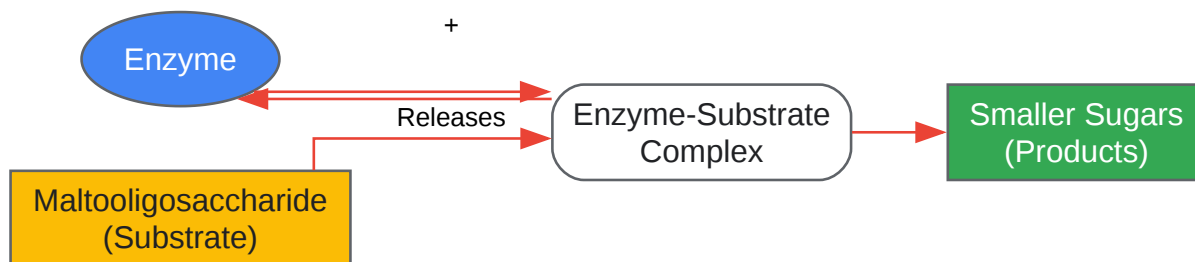 +
Enzyme
Releases
Enzyme-Substrate
Complex
Smaller Sugars
(Products)
Maltooligosaccharide
(Substrate)